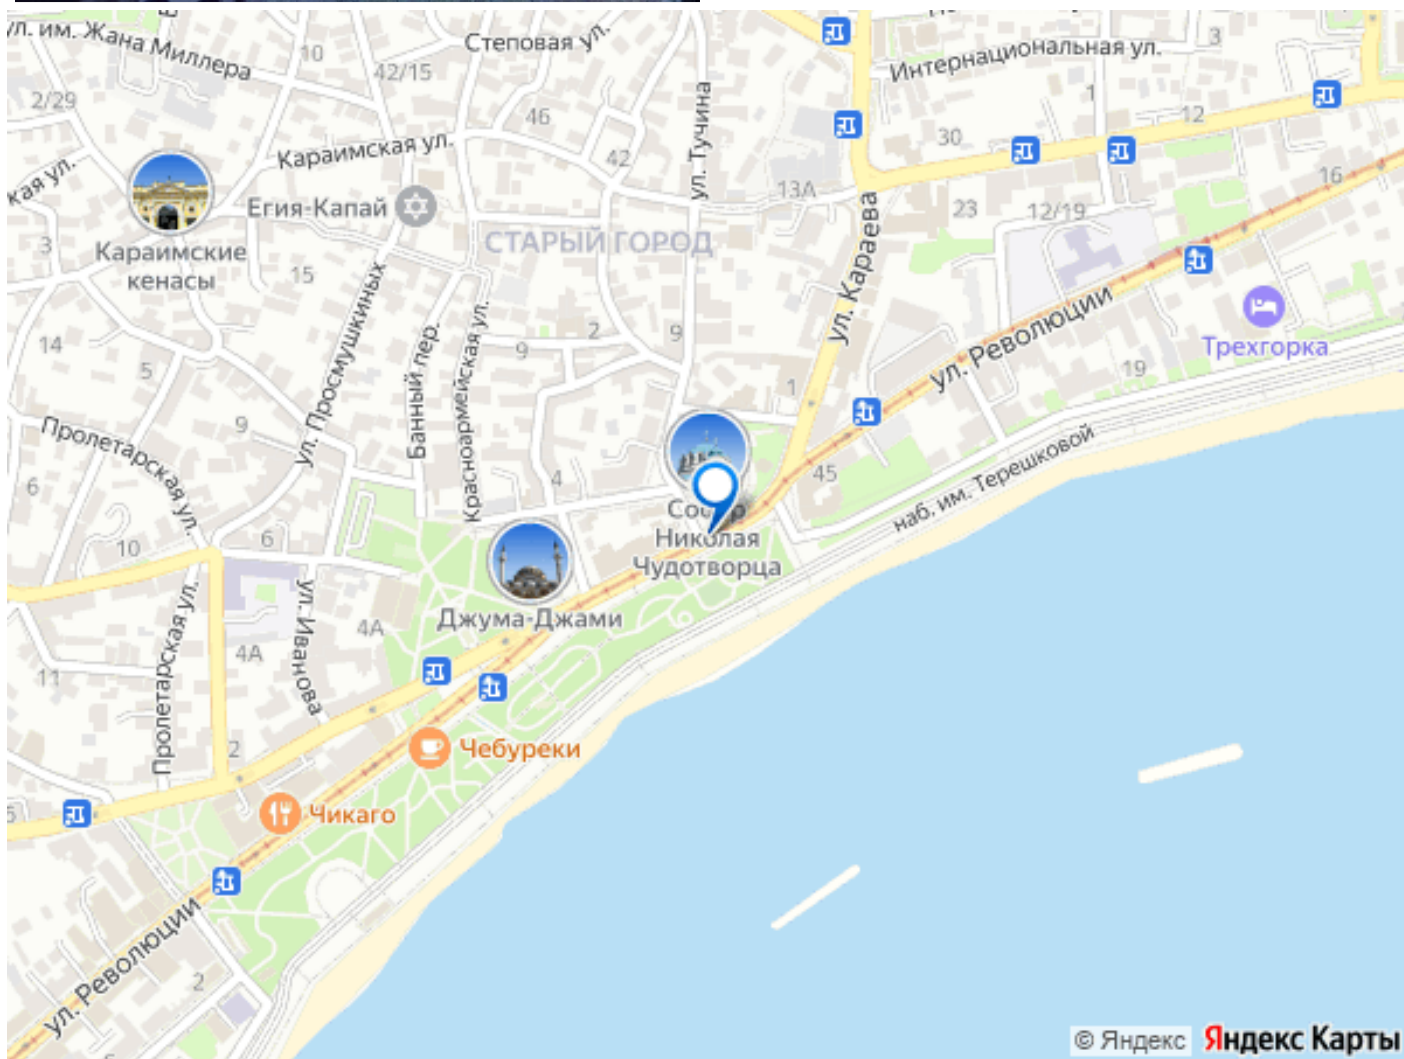 ул. им. Жана Миллера
10
Степовая ул.
42/15
2/29
46
ул. Тучина
Интернациональная ул.
3
1
12
30
Караимская ул.
42
13А
16
кая ул.
Егия-Капай
СТАРЫЙ ГОРОД
ул. Караева
23
12/19
Караимские
кенасы
3
15
ул. Просмушкиных
Банный пер.
Красноармейская ул.
2
9
9
ул. Революции
Трехгорка
14
5
1
19
Пролетарская ул.
9
6
4
45
наб. им. Терешковой
Собор
Николая
Чудотворца
10
6
Джума-Джами
Пролетарская ул.
ул. Иванова
4А
4А
11
2
Чебуреки
Чикаго
ул. Революции
2
6
© Яндекс Яндекс Карты